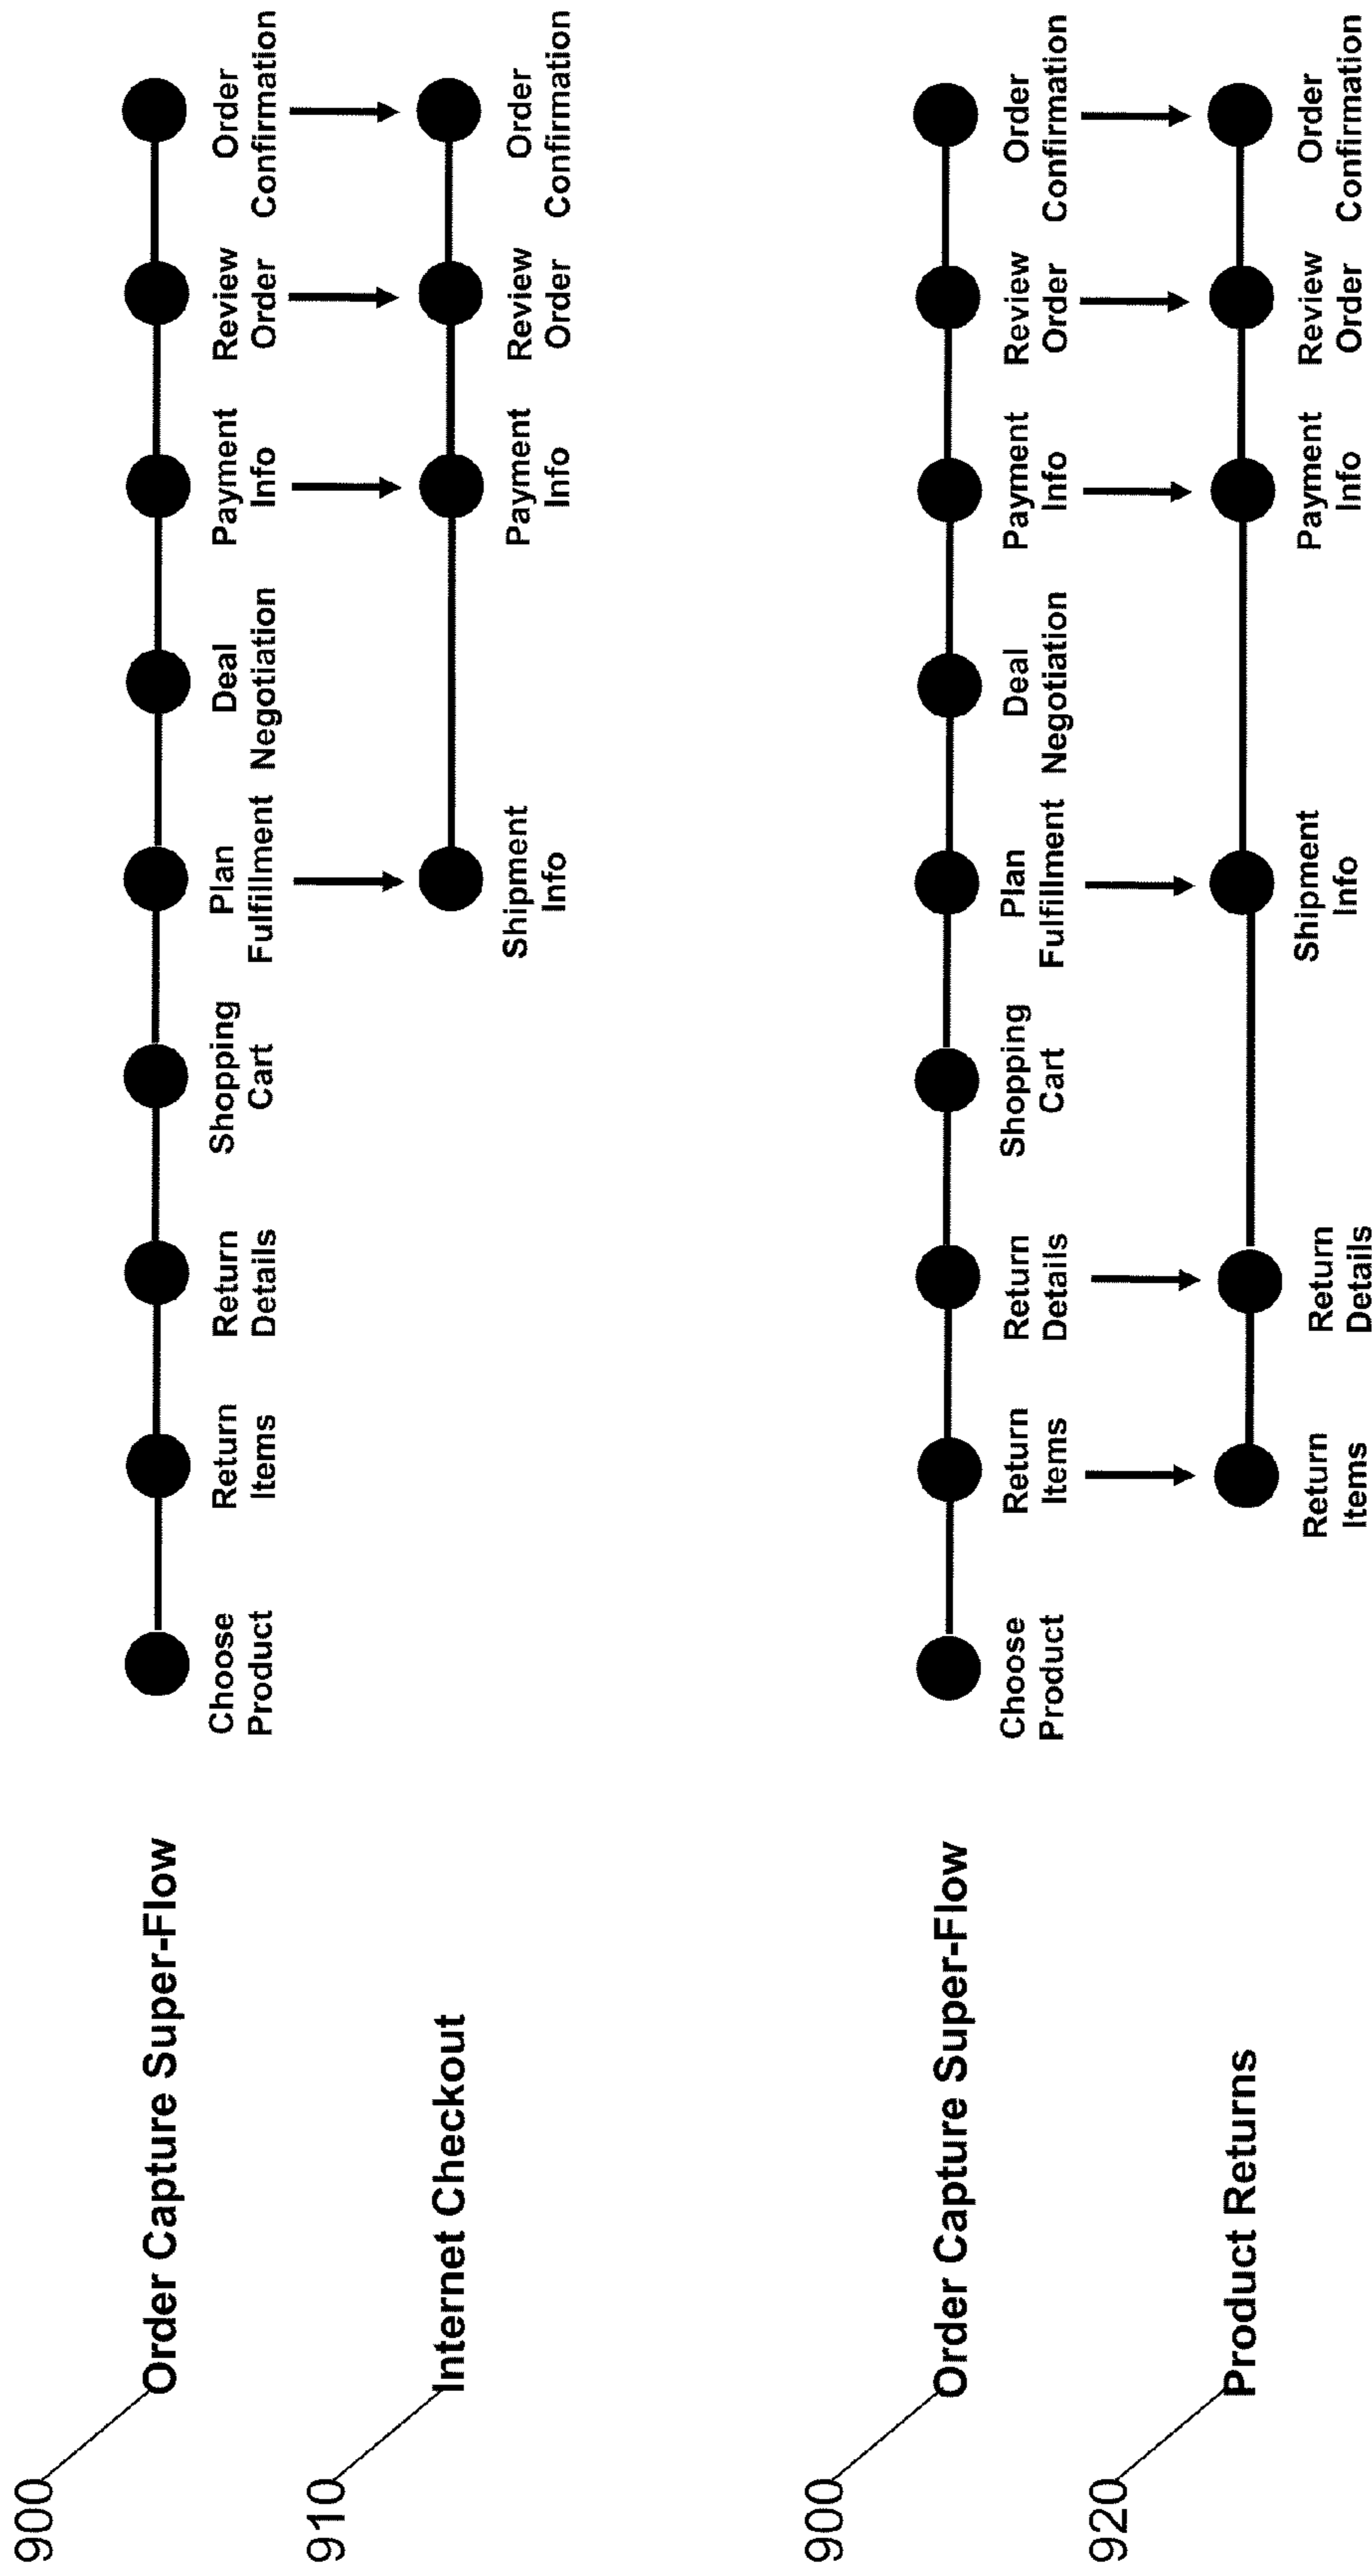 900
Order Capture Super-Flow
Choose
Product
Return
Items
Return
Details
Shopping
Cart
Plan
Fulfillment
Deal
Negotiation
Payment
Info
Review
Order
Order
Confirmation
910
Internet Checkout
Shipment
Info
Payment
Info
Review
Order
Order
Confirmation
900
Order Capture Super-Flow
Choose
Product
Return
Items
Return
Details
Shopping
Cart
Plan
Fulfillment
Deal
Negotiation
Payment
Info
Review
Order
Order
Confirmation
920
Product Returns
Return
Items
Return
Details
Shipment
Info
Payment
Info
Review
Order
Order
Confirmation